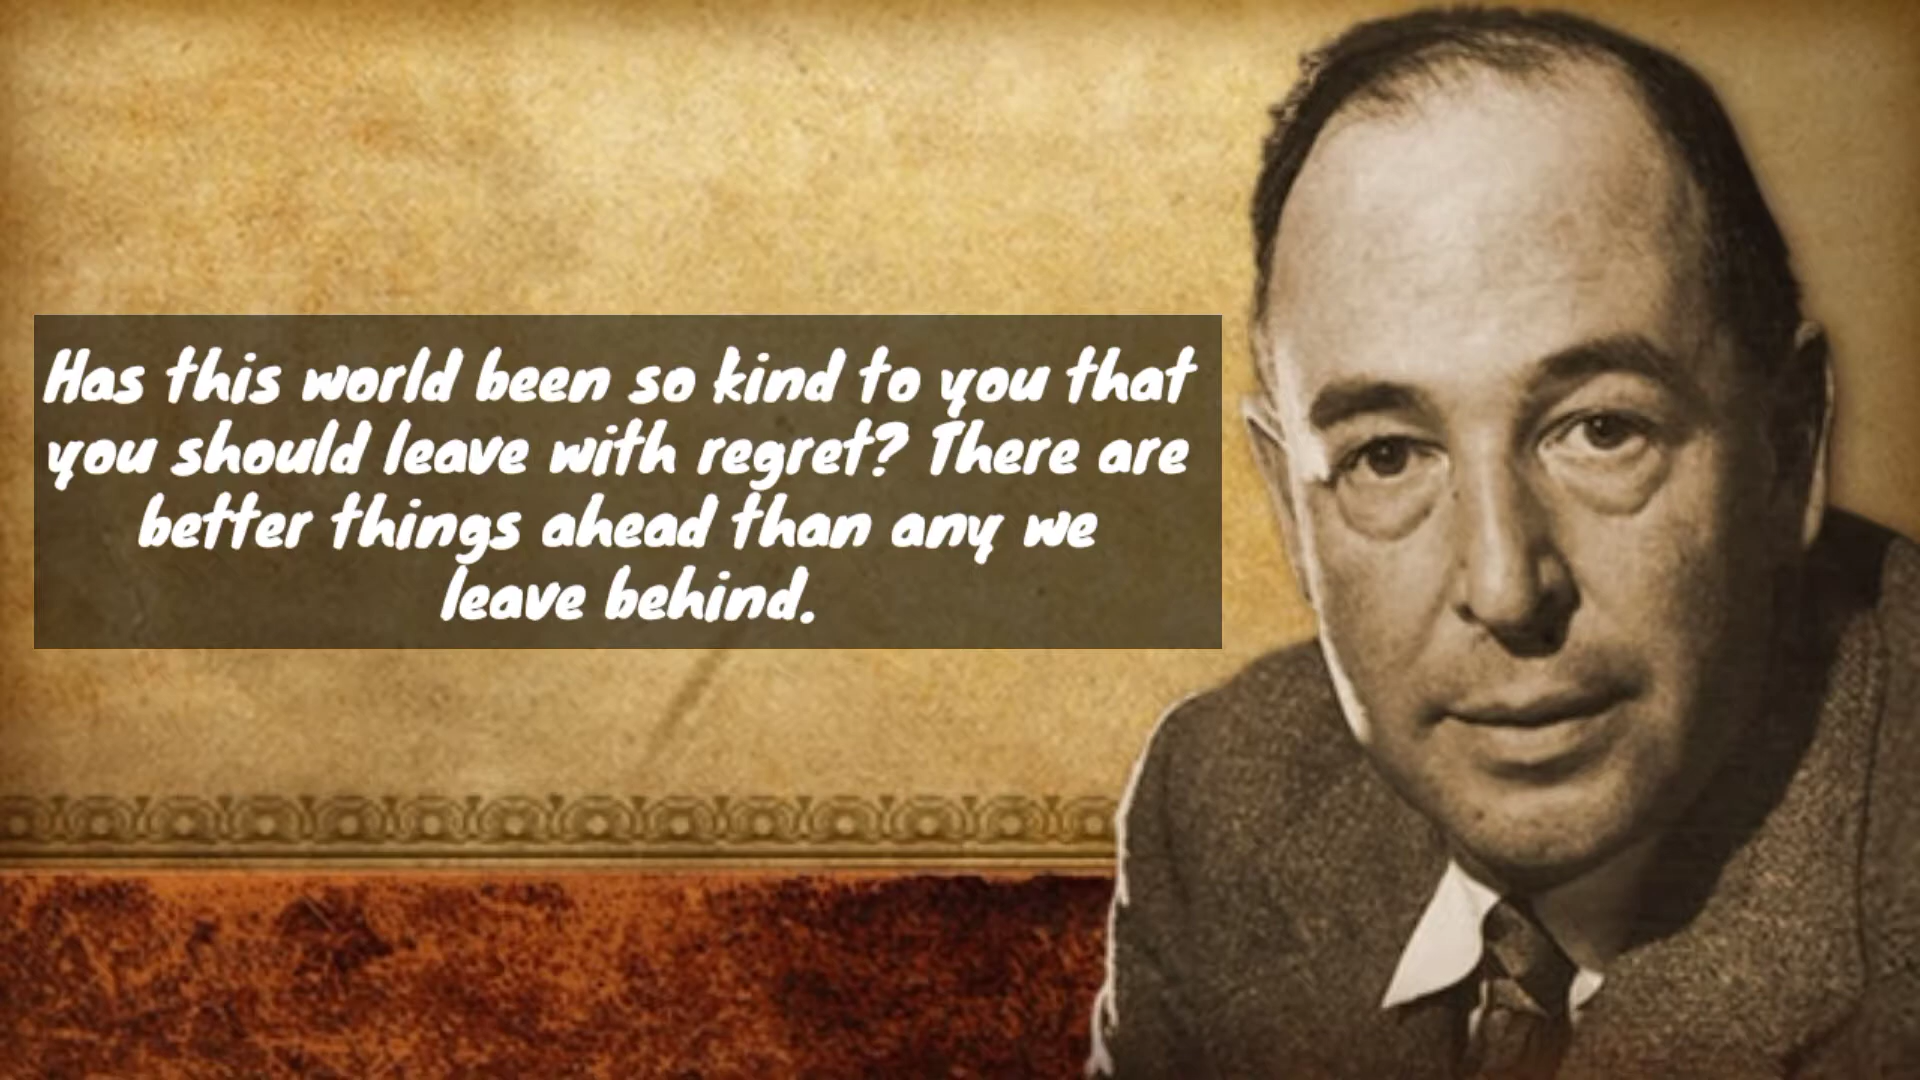 Has this world been so kind to you that
you should leave with regret? There are
better things ahead than any we
leave behind.